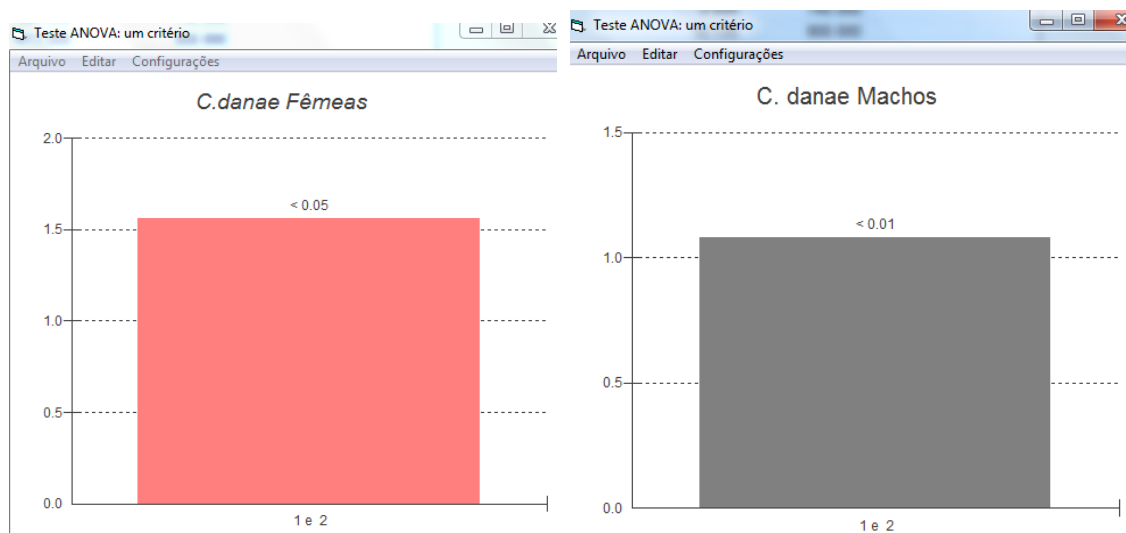 Teste ANOVA: um critério
Arquivo Editar Configurações
C.danae Fêmeas
2.0
< 0.05
1.5
1.0
0.5
0.0
1 e 2
Teste ANOVA: um critério
Arquivo Editar Configurações
C. danae Machos
1.5
< 0.01
1.0
0.5
0.0
1 e 2